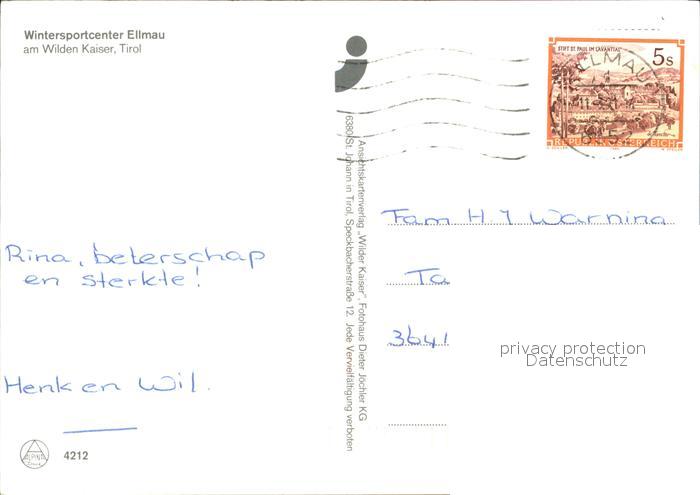 Wintersportcenter Ellmau
am Wilden Kaiser, Tirol
STIFT ST. PAUL IM LAVANTTAL
5s
ELMAU
REPUBLIK ÖSTERREICH
Ansichtskartenverlag „Wilder Kaiser“, Fotohaus Dieter Jöchler KG
6380 St. Johann in Tirol, Speckbacherstraße 12. Jede Vervielfältigung verboten
Fam H. J Warnina
Rina, beterschap
en sterkte!
Ta
3641
privacy protection
Datenschutz
Henk en Wil.
ALPINA
4212